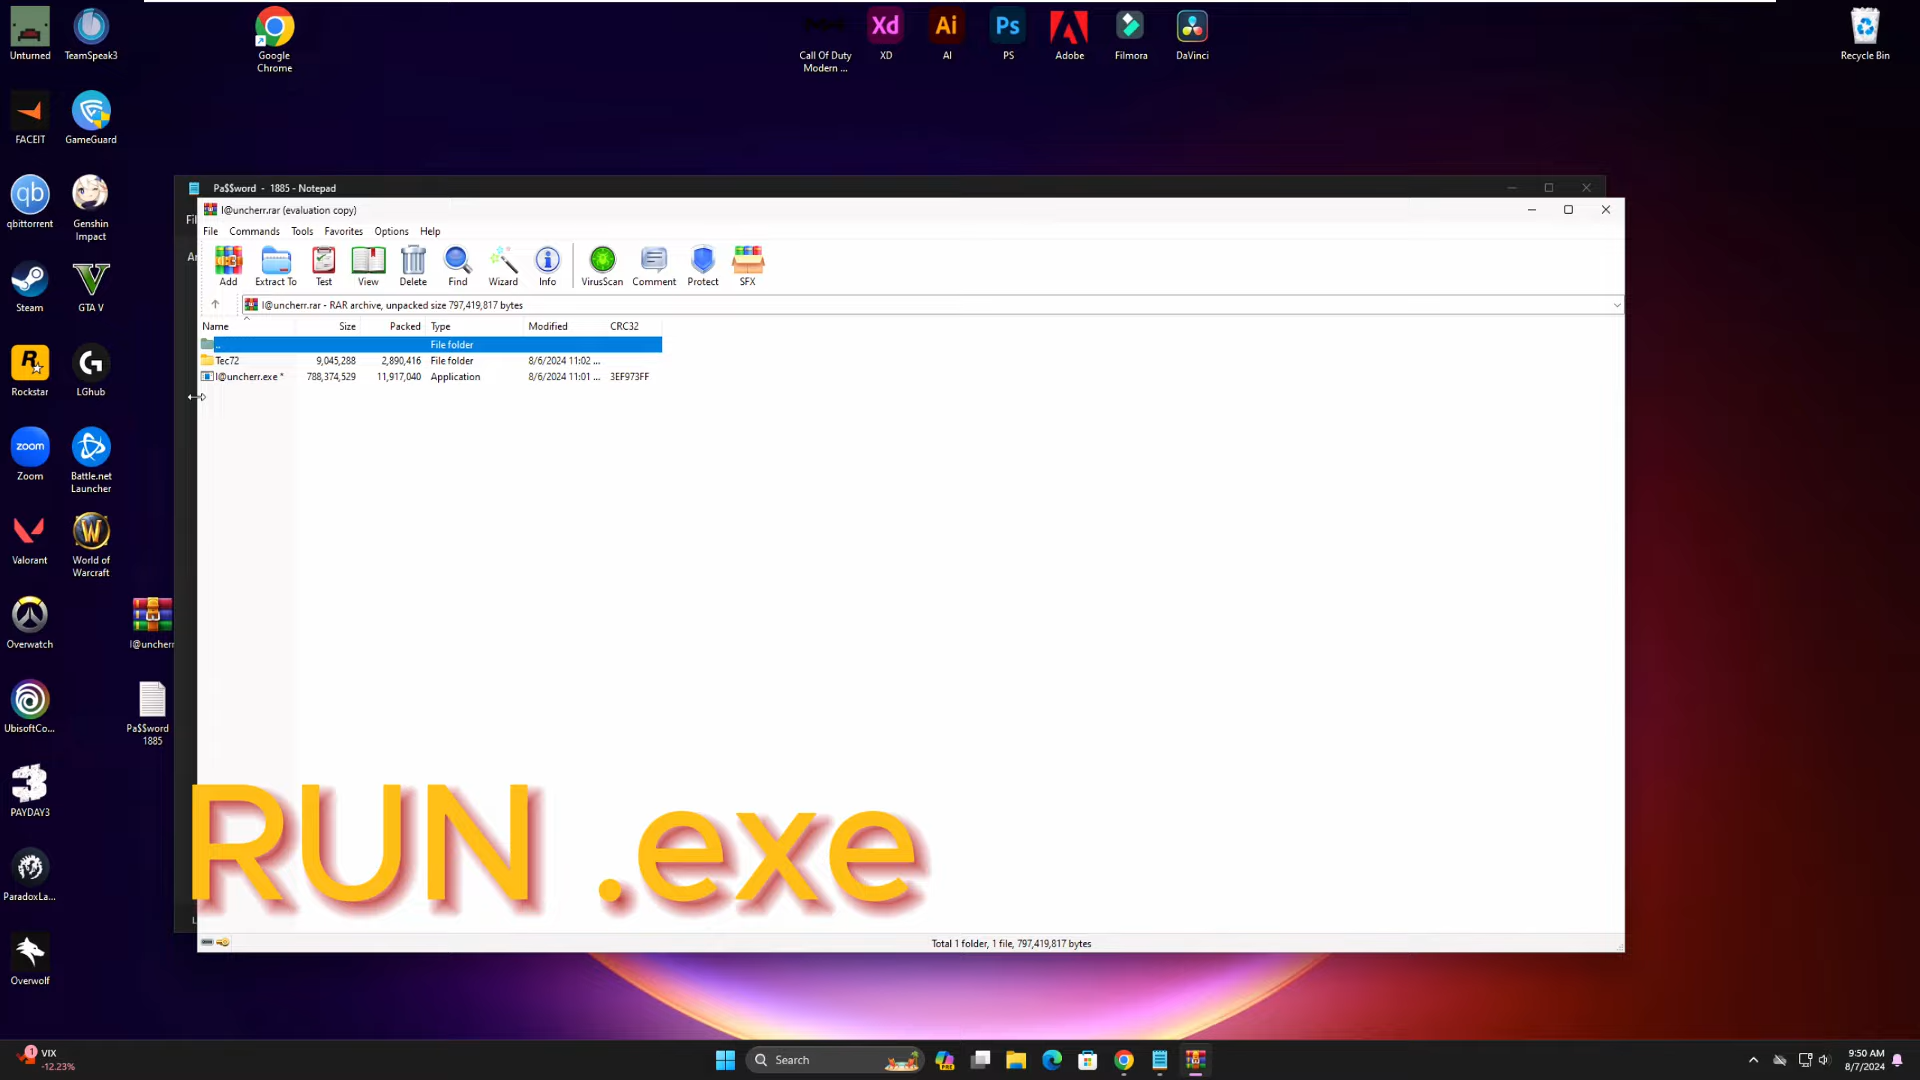 Unturned
TeamSpeak3
Google
Chrome
Call Of Duty
Modern ...
Xd
XD
Ai
AI
Ps
PS
Adobe
Filmora
DaVinci
Recycle Bin
FACEIT
GameGuard
qb
qbittorrent
Genshin
Impact
Steam
GTA V
Rockstar
LGhub
zoom
Zoom
Battle.net
Launcher
Valorant
World of
Warcraft
Overwatch
l@uncherr
UbisoftCo...
Pa$$word
1885
PAYDAY3
ParadoxLa...
Overwolf
Pa$$word - 1885 - Notepad
l@uncherr.rar (evaluation copy)
File Commands Tools Favorites Options Help
Add Extract To Test View Delete Find Wizard Info VirusScan Comment Protect SFX
l@uncherr.rar - RAR archive, unpacked size 797,419,817 bytes
Name Size Packed Type Modified CRC32
.. File folder
Tec72 9,045,288 2,890,416 File folder 8/6/2024 11:02 ...
l@uncherr.exe * 788,374,529 11,917,040 Application 8/6/2024 11:01 ... 3EF973FF
RUN .exe
Total 1 folder, 1 file, 797,419,817 bytes
1
VIX
-12.23%
Search
PRE
9:50 AM
8/7/2024